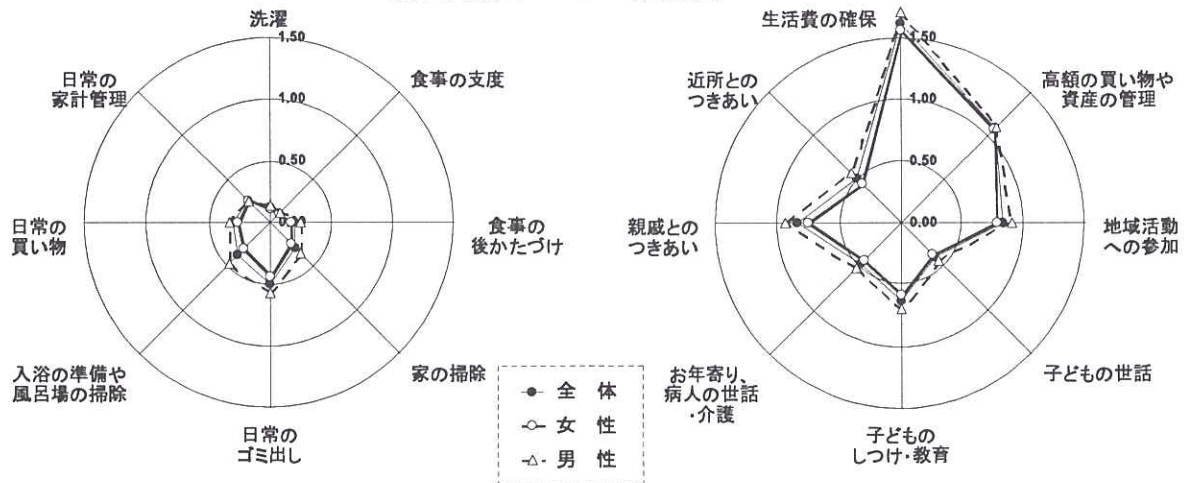 洗濯
1.50
1.00
0.50
0.00
食事の支度
食事の
後かたづけ
家の掃除
日常の
ゴミ出し
入浴の準備や
風呂場の掃除
日常の
買い物
日常の
家計管理
生活費の確保
1.50
1.00
0.50
0.00
高額の買い物や
資産の管理
地域活動
への参加
子どもの世話
子どもの
しつけ・教育
お年寄り、
病人の世話
・介護
親戚との
つきあい
近所との
つきあい
全 体
女 性
男 性